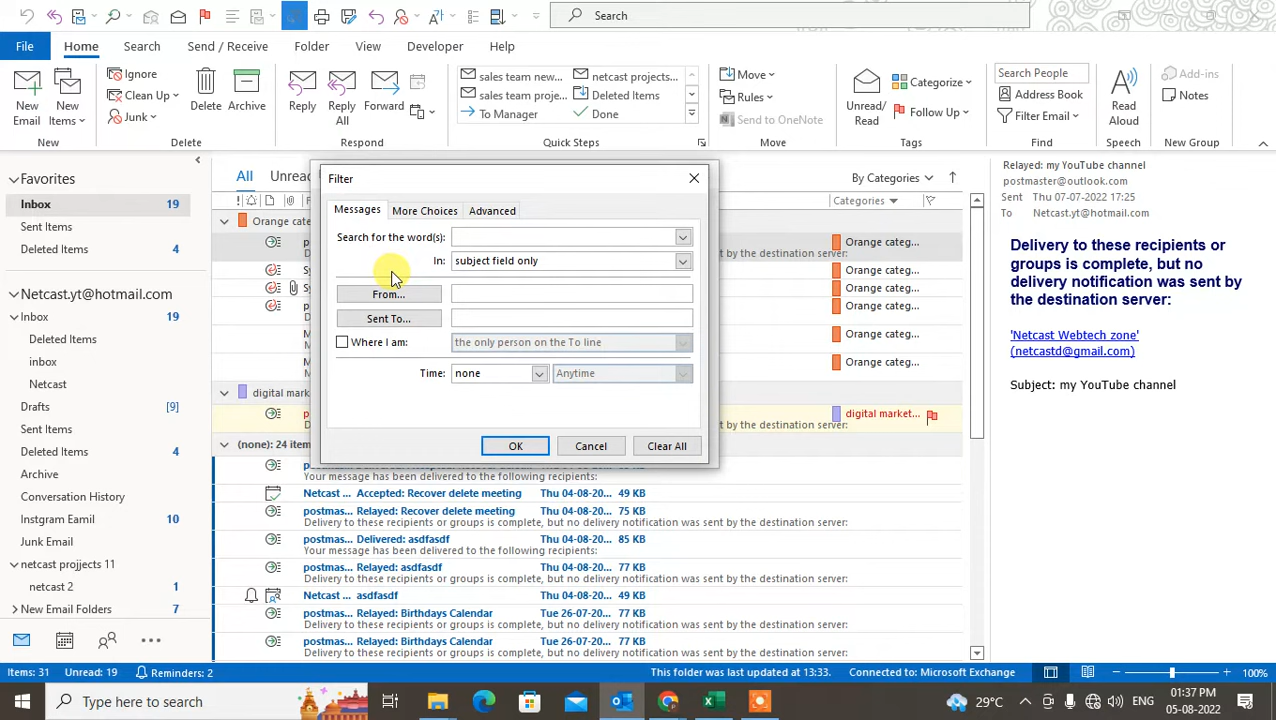 Search
File Home Search Send / Receive Folder View Developer Help
New Email
New Items
Ignore
Clean Up
Junk
Delete
Archive
Reply
Reply All
Forward
sales team new...
sales team proje...
To Manager
netcast projects...
Deleted Items
Done
Move
Rules
Send to OneNote
Unread/ Read
Categorize
Follow Up
Search People
Address Book
Filter Email
Read Aloud
Add-ins
Notes
New Delete Respond Quick Steps Move Tags Find Speech New Group
Favorites
Inbox 19
Sent Items
Deleted Items 4
Netcast.yt@hotmail.com
Inbox 19
Deleted Items
inbox
Netcast
Drafts [9]
Sent Items
Deleted Items 4
Archive
Conversation History
Instgram Eamil 10
Junk Email
netcast projjects 11
netcast 2 1
New Email Folders 7
All
By Categories
Categories
Orange categ...
Orange categ...
Orange categ...
Orange categ...
Orange categ...
Orange categ...
digital market...
(none): 24 item
Your message has been delivered to the following recipients:
Netcast ... Accepted: Recover delete meeting Thu 04-08-20... 49 KB
postmas... Relayed: Recover delete meeting Thu 04-08-20... 75 KB
Delivery to these recipients or groups is complete, but no delivery notification was sent by the destination server:
postmas... Delivered: asdfasdf Thu 04-08-20... 85 KB
Your message has been delivered to the following recipients:
postmas... Relayed: asdfasdf Thu 04-08-20... 77 KB
Delivery to these recipients or groups is complete, but no delivery notification was sent by the destination server:
Netcast ... asdfasdf Thu 04-08-20... 49 KB
postmas... Relayed: Birthdays Calendar Tue 26-07-20... 77 KB
Delivery to these recipients or groups is complete, but no delivery notification was sent by the destination server:
postmas... Relayed: Birthdays Calendar Tue 26-07-20... 77 KB
Delivery to these recipients or groups is complete, but no delivery notification was sent by the destination server:
Filter
Messages More Choices Advanced
Search for the word(s):
In: subject field only
From...
Sent To...
Where I am: the only person on the To line
Time: none Anytime
OK Cancel Clear All
Relayed: my YouTube channel
postmaster@outlook.com
Sent Thu 07-07-2022 17:25
To Netcast.yt@hotmail.com
Delivery to these recipients or
groups is complete, but no
delivery notification was sent by
the destination server:
'Netcast Webtech zone'
(netcastd@gmail.com)
Subject: my YouTube channel
Items: 31 Unread: 19 Reminders: 2 This folder was last updated at 13:33. Connected to: Microsoft Exchange 100%
Type here to search
29°C ENG 01:37 PM
05-08-2022